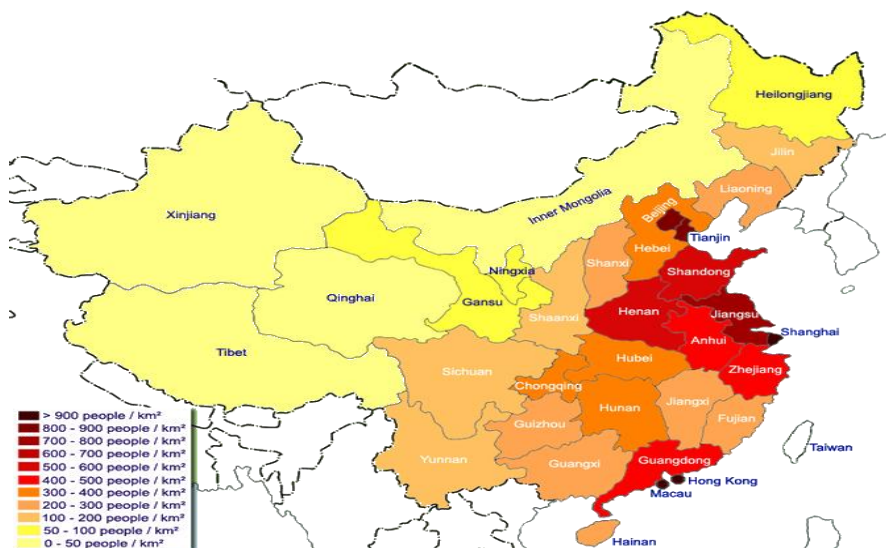 Heilongjiang
Jilin
Liaoning
Inner Mongolia
Xinjiang
Beijing
Tianjin
Hebei
Shanxi
Ningxia
Shandong
Qinghai
Gansu
Shaanxi
Henan
Jiangsu
Shanghai
Anhui
Tibet
Sichuan
Hubei
Zhejiang
Chongqing
Hunan
Jiangxi
Fujian
Guizhou
Yunnan
Guangxi
Guangdong
Taiwan
Hong Kong
Macau
Hainan
> 900 people / km²
800 - 900 people / km²
700 - 800 people / km²
600 - 700 people / km²
500 - 600 people / km²
400 - 500 people / km²
300 - 400 people / km²
200 - 300 people / km²
100 - 200 people / km²
50 - 100 people / km²
0 - 50 people / km²